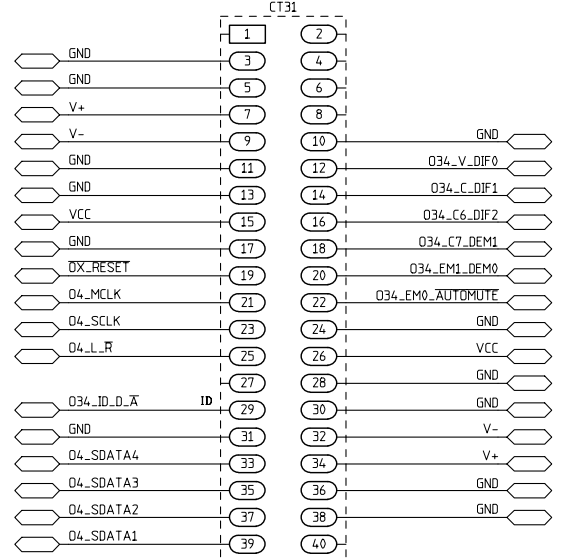 CT31
1 2
GND 3 4
GND 5 6
V+ 7 8
V- 9 10 GND
GND 11 12 O34_V_DIF0
GND 13 14 O34_C_DIF1
VCC 15 16 O34_C6_DIF2
GND 17 18 O34_C7_DEM1
OX_RESET 19 20 O34_EM1_DEM0
O4_MCLK 21 22 O34_EM0_AUTOMUTE
O4_SCLK 23 24 GND
O4_L_R 25 26 VCC
27 28 GND
O34_ID_D_A ID 29 30 GND
GND 31 32 V-
O4_SDATA4 33 34 V+
O4_SDATA3 35 36 GND
O4_SDATA2 37 38 GND
O4_SDATA1 39 40